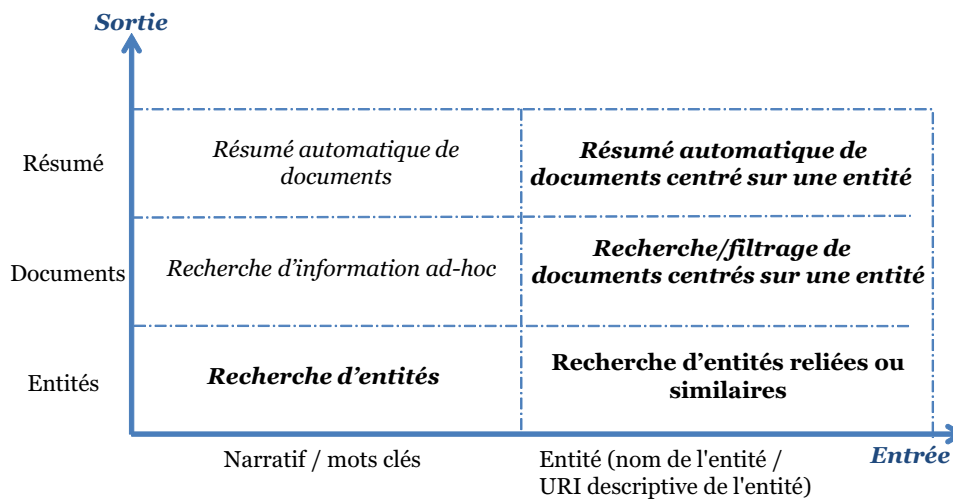 Sortie
Résumé
Résumé automatique de
documents
Résumé automatique de
documents centré sur une entité
Documents
Recherche d’information ad-hoc
Recherche/filtrage de
documents centrés sur une entité
Entités
Recherche d’entités
Recherche d’entités reliées ou
similaires
Narratif / mots clés
Entité (nom de l'entité /
URI descriptive de l'entité)
Entrée